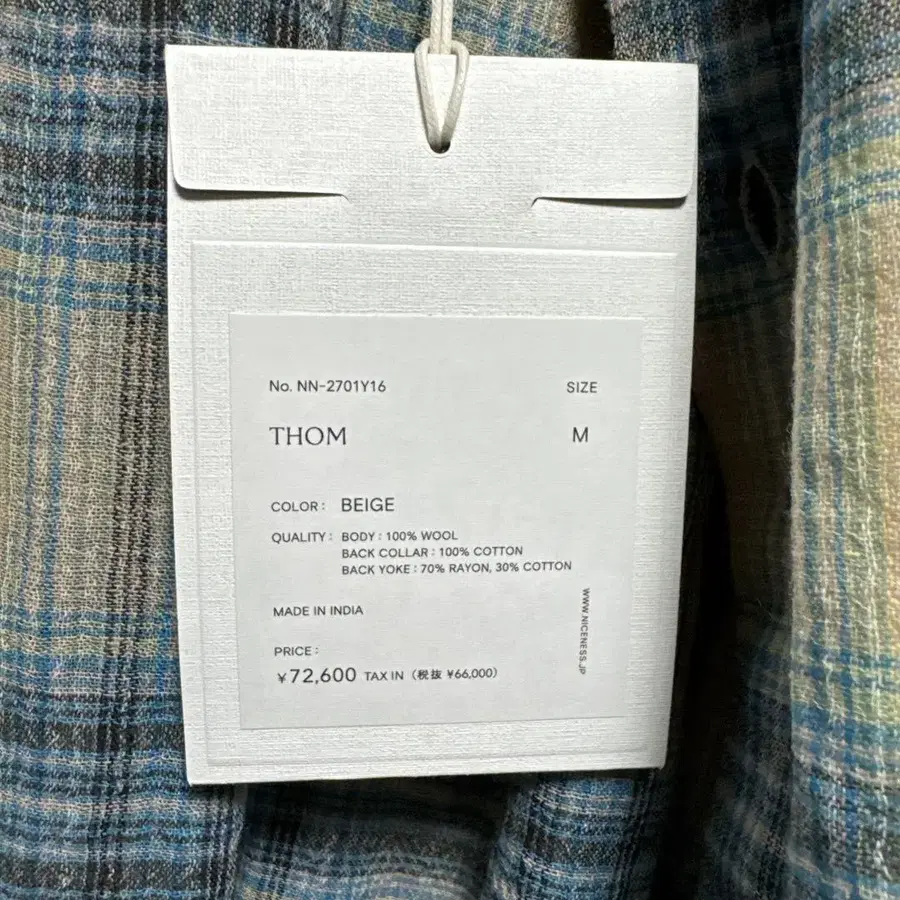 No. NN-2701Y16 SIZE
THOM M
COLOR : BEIGE
QUALITY : BODY : 100% WOOL
BACK COLLAR : 100% COTTON
BACK YOKE : 70% RAYON, 30% COTTON
WWW.NICENESS.JP
MADE IN INDIA
PRICE :
¥72,600 TAX IN (税抜 ¥66,000)